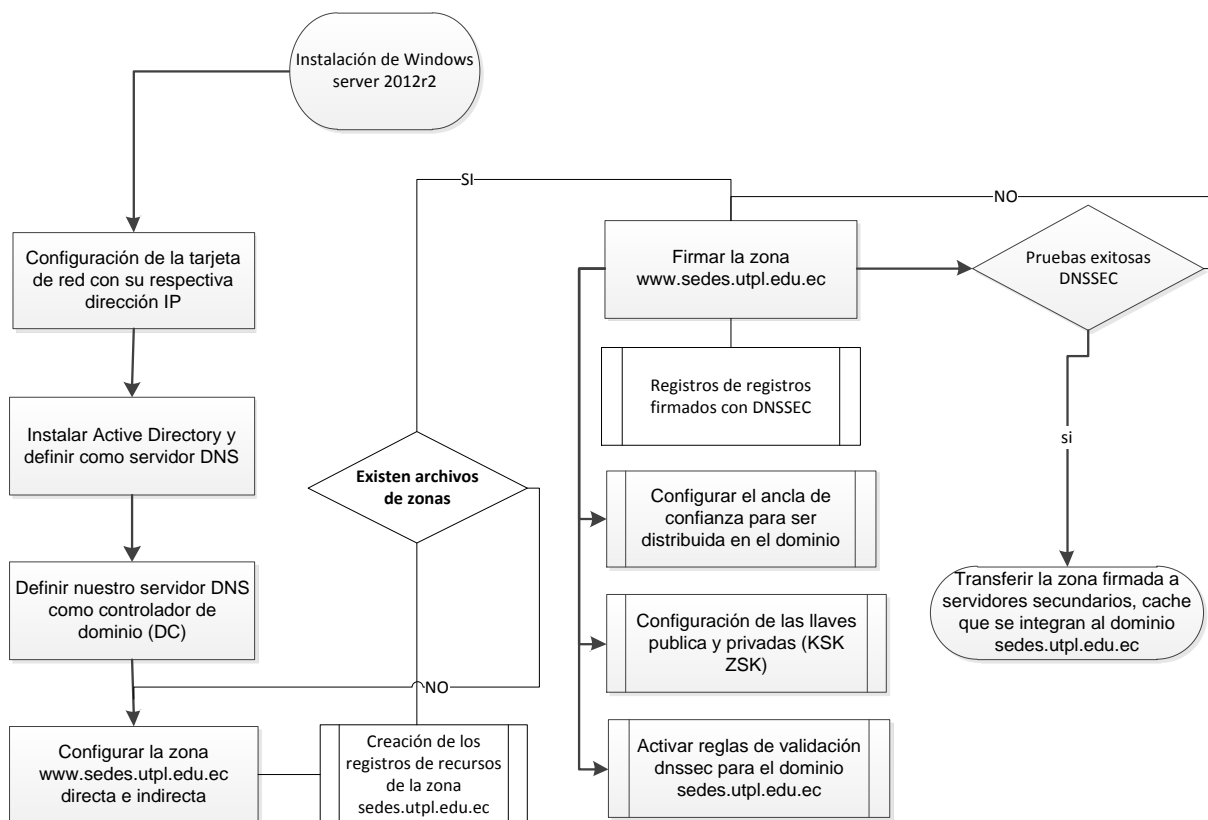 Instalación de Windows
server 2012r2
SI
NO
Configuración de la tarjeta
de red con su respectiva
dirección IP
Firmar la zona
www.sedes.utpl.edu.ec
Pruebas exitosas
DNSSEC
Registros de registros
firmados con DNSSEC
Instalar Active Directory y
definir como servidor DNS
Existen archivos
de zonas
si
Configurar el ancla de
confianza para ser
distribuida en el dominio
Definir nuestro servidor DNS
como controlador de
dominio (DC)
Transferir la zona firmada a
servidores secundarios, cache
que se integran al dominio
sedes.utpl.edu.ec
Configuración de las llaves
publica y privadas (KSK
ZSK)
NO
Configurar la zona
www.sedes.utpl.edu.ec
directa e indirecta
Creación de los
registros de recursos
de la zona
sedes.utpl.edu.ec
Activar reglas de validación
dnssec para el dominio
sedes.utpl.edu.ec